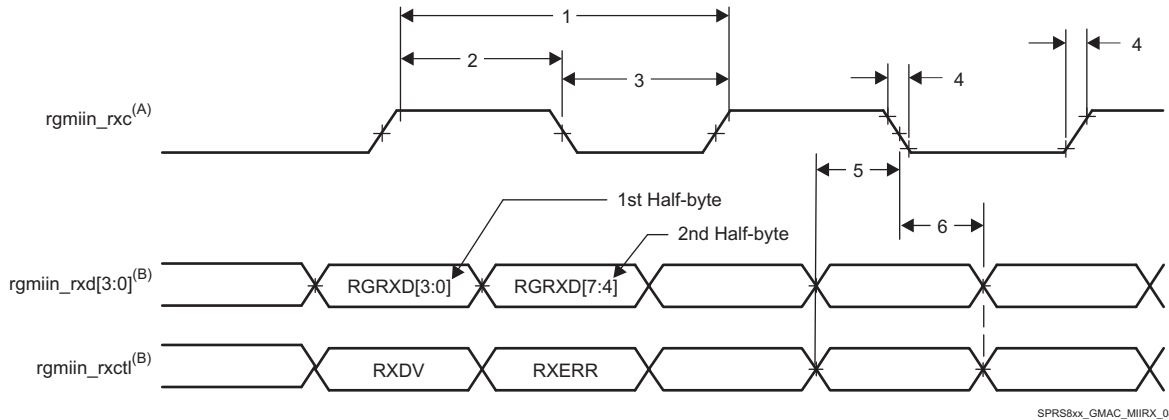 1
2
3
4
4
rgmiin_rxc(A)
5
1st Half-byte
6
2nd Half-byte
rgmiin_rxd[3:0](B)
RGRXD[3:0]
RGRXD[7:4]
rgmiin_rxctl(B)
RXDV
RXERR
SPRS8xx_GMAC_MIIRX_0